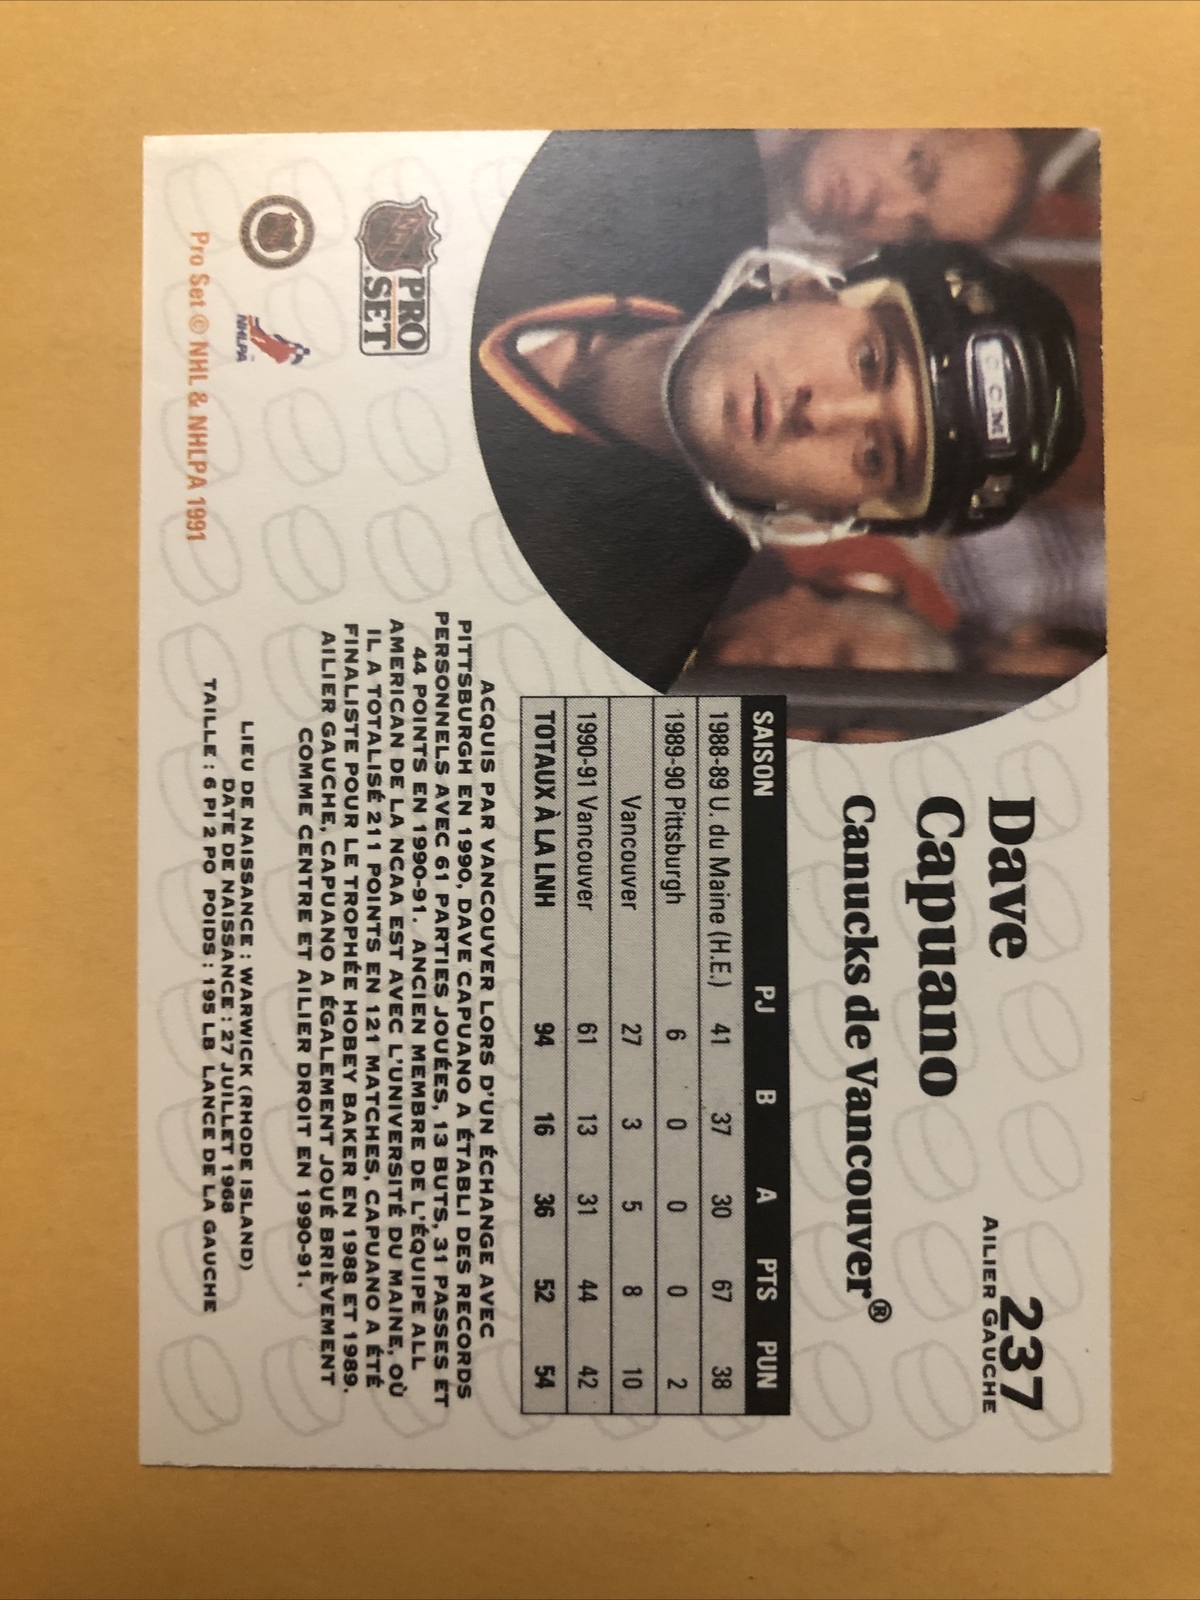 237
AILIER GAUCHE
Dave
Capuano
Canucks de Vancouver®
CCM
SAISON PJ B A PTS PUN
1988-89 U. du Maine (H.E.) 41 37 30 67 38
1989-90 Pittsburgh 6 0 0 0 2
Vancouver 27 3 5 8 10
1990-91 Vancouver 61 13 31 44 42
TOTAUX À LA LNH 94 16 36 52 54
ACQUIS PAR VANCOUVER LORS D'UN ÉCHANGE AVEC
PITTSBURGH EN 1990, DAVE CAPUANO A ÉTABLI DES RECORDS
PERSONNELS AVEC 61 PARTIES JOUÉES, 13 BUTS, 31 PASSES ET
44 POINTS EN 1990-91. ANCIEN MEMBRE DE L'ÉQUIPE ALL
AMERICAN DE LA NCAA EST AVEC L'UNIVERSITÉ DU MAINE, OÙ
IL A TOTALISÉ 211 POINTS EN 121 MATCHES, CAPUANO A ÉTÉ
FINALISTE POUR LE TROPHÉE HOBEY BAKER EN 1988 ET 1989.
AILIER GAUCHE, CAPUANO A ÉGALEMENT JOUÉ BRIÈVEMENT
COMME CENTRE ET AILIER DROIT EN 1990-91.
LIEU DE NAISSANCE : WARWICK (RHODE ISLAND)
DATE DE NAISSANCE : 27 JUILLET 1968
TAILLE : 6 PI 2 PO POIDS : 195 LB LANCE DE LA GAUCHE
NHL
PRO
SET
NHLPA
Pro Set © NHL & NHLPA 1991